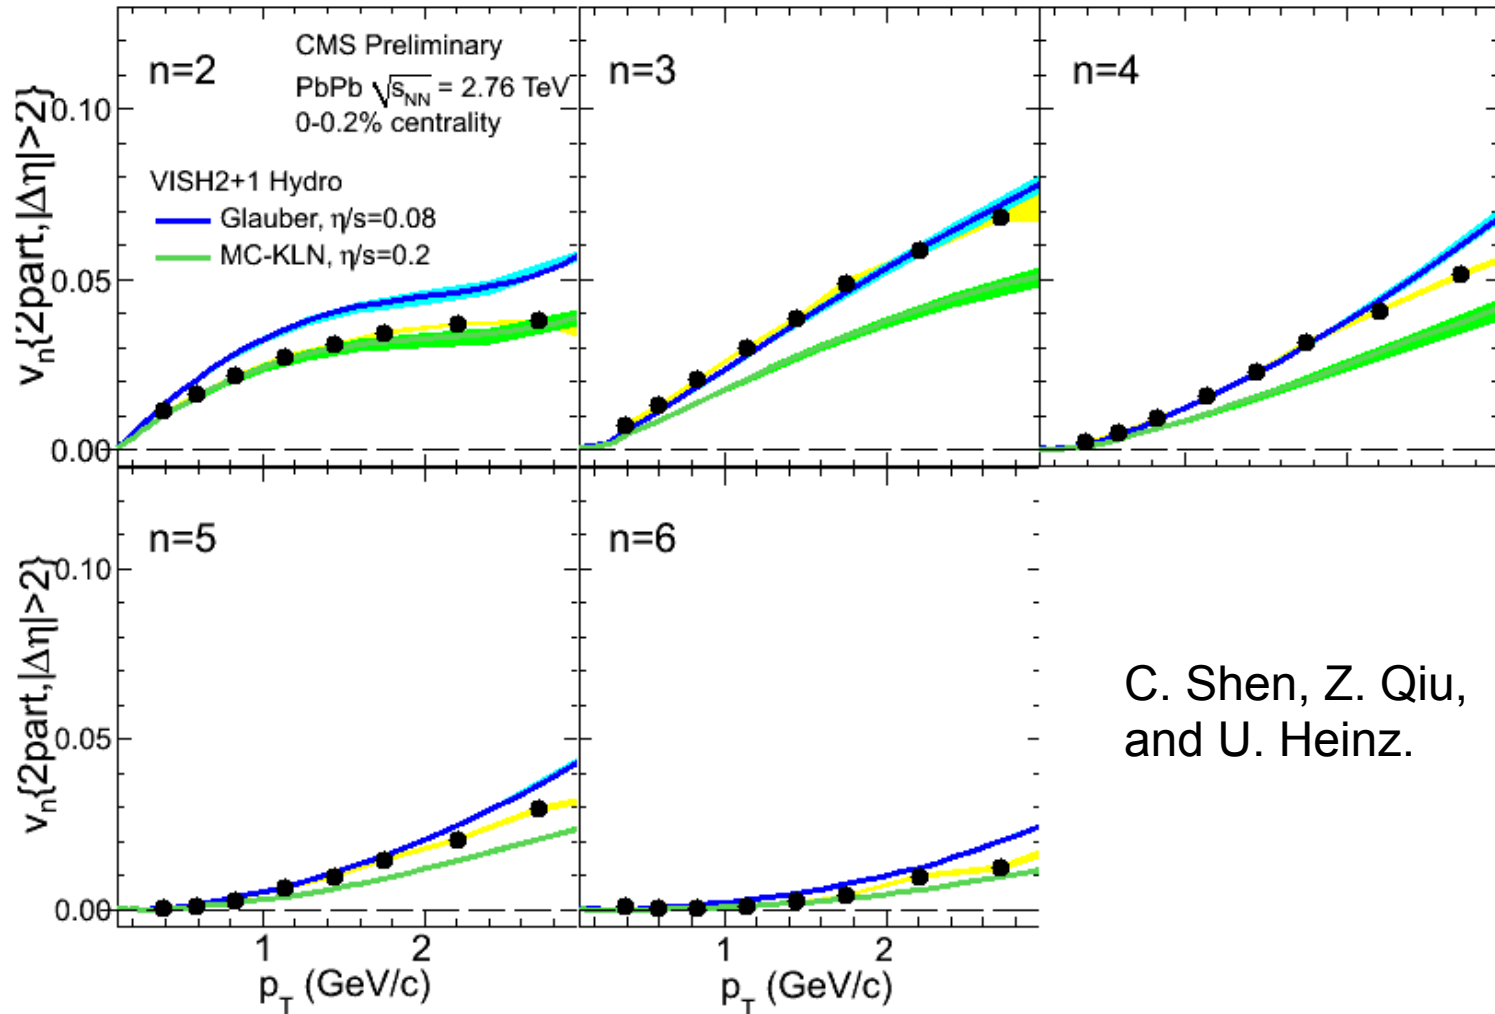 n=2
CMS Preliminary
PbPb √sNN = 2.76 TeV
0-0.2% centrality
VISH2+1 Hydro
Glauber, η/s=0.08
MC-KLN, η/s=0.2
n=3
n=4
vn{2part,|Δη|>2}
0.10
0.05
0.00
n=5
n=6
vn{2part,|Δη|>2}
0.10
0.05
0.00
C. Shen, Z. Qiu,
and U. Heinz.
1 2
pT (GeV/c)
1 2
pT (GeV/c)